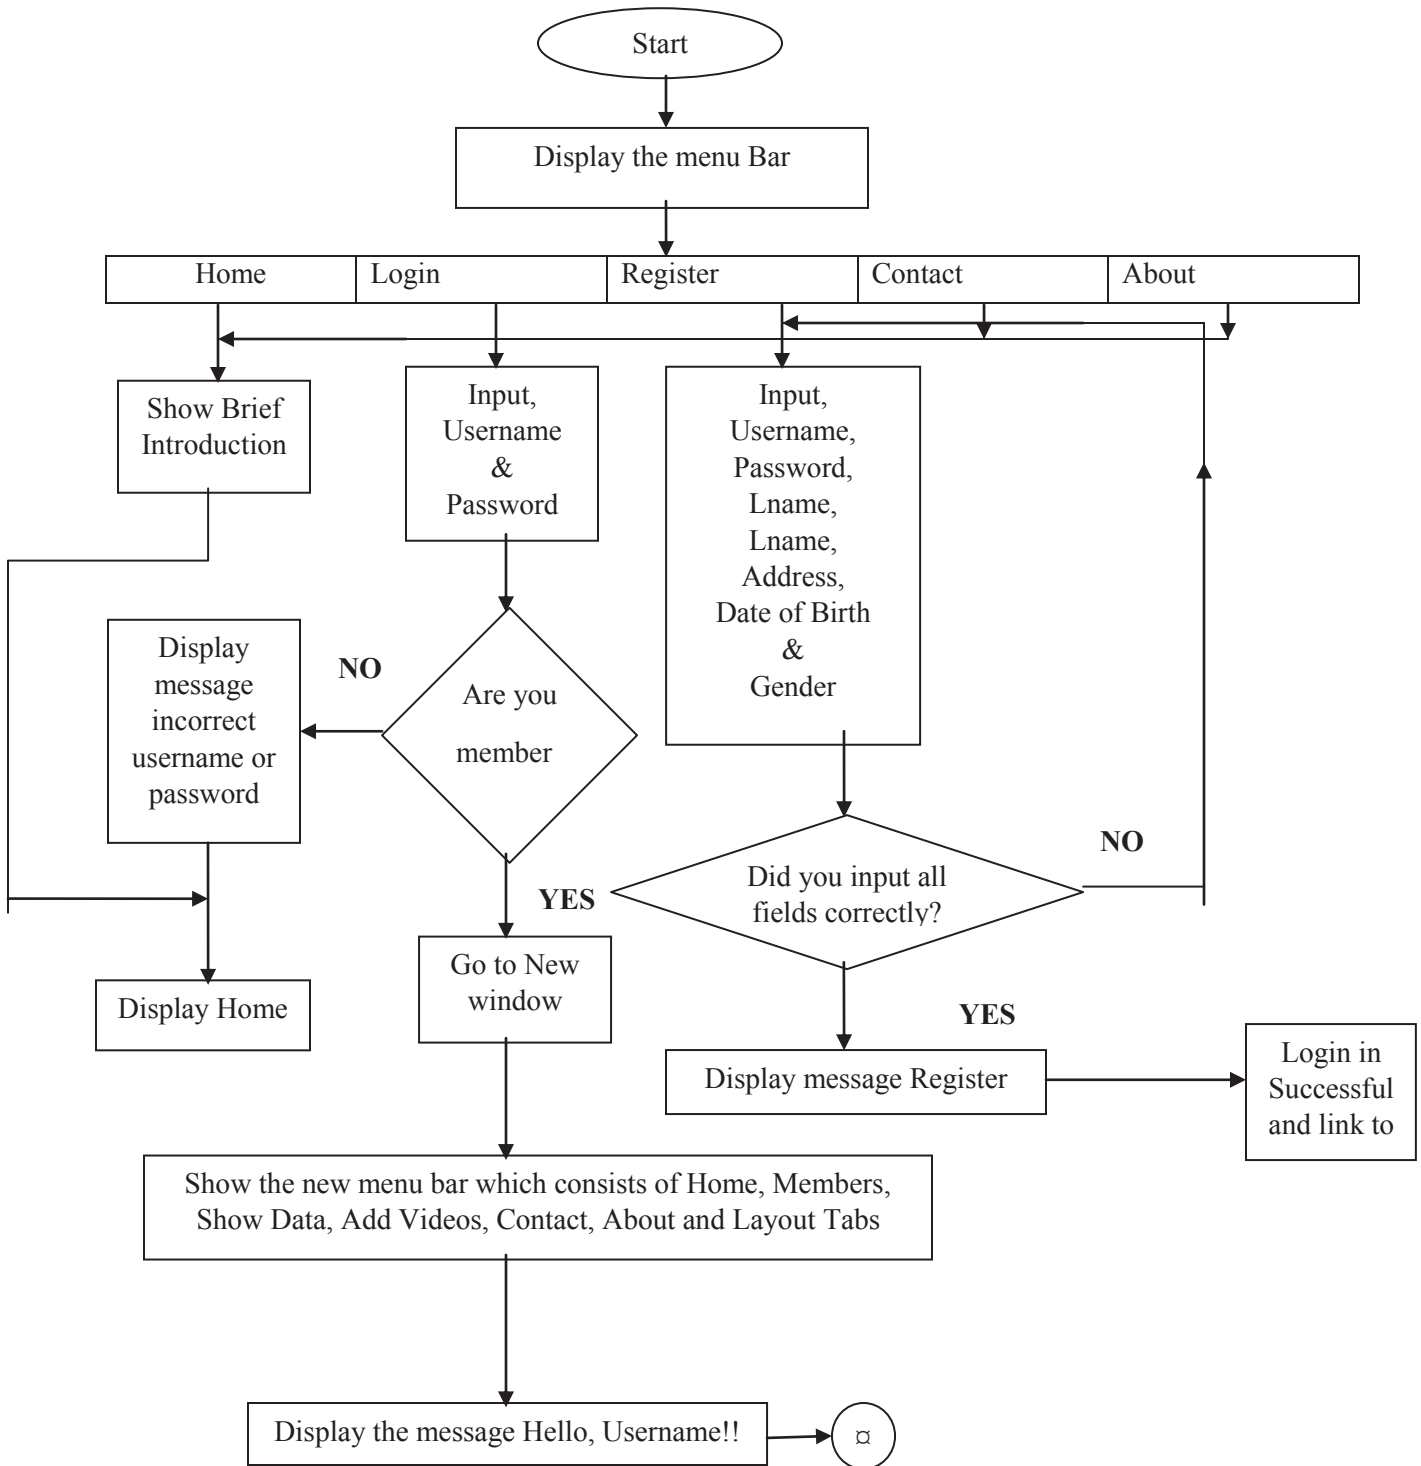 Start
Display the menu Bar
Home
Login
Register
Contact
About
Show Brief
Introduction
Input,
Username
&
Password
Input,
Username,
Password,
Lname,
Lname,
Address,
Date of Birth
&
Gender
Display
message
incorrect
username or
password
NO
Are you
member
YES
Did you input all
fields correctly?
NO
Display Home
Go to New
window
YES
Display message Register
Login in
Successful
and link to
Show the new menu bar which consists of Home, Members,
Show Data, Add Videos, Contact, About and Layout Tabs
Display the message Hello, Username!!
¤